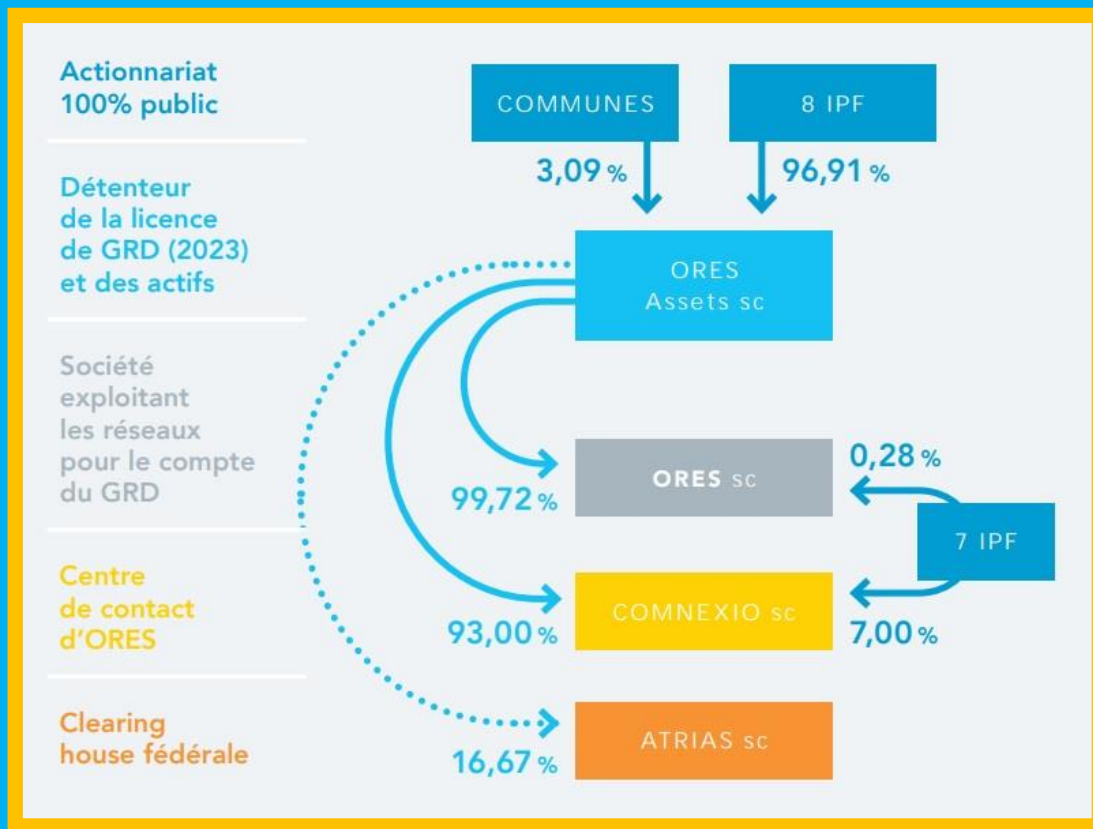 Actionnariat
100% public
COMMUNES
8 IPF
3,09 %
96,91 %
Détenteur
de la licence
de GRD (2023)
et des actifs
ORES
Assets sc
Société
exploitant
les réseaux
pour le compte
du GRD
99,72 %
ORES sc
0,28 %
7 IPF
Centre
de contact
d’ORES
93,00 %
COMNEXIO sc
7,00 %
Clearing
house fédérale
16,67 %
ATRIAS sc